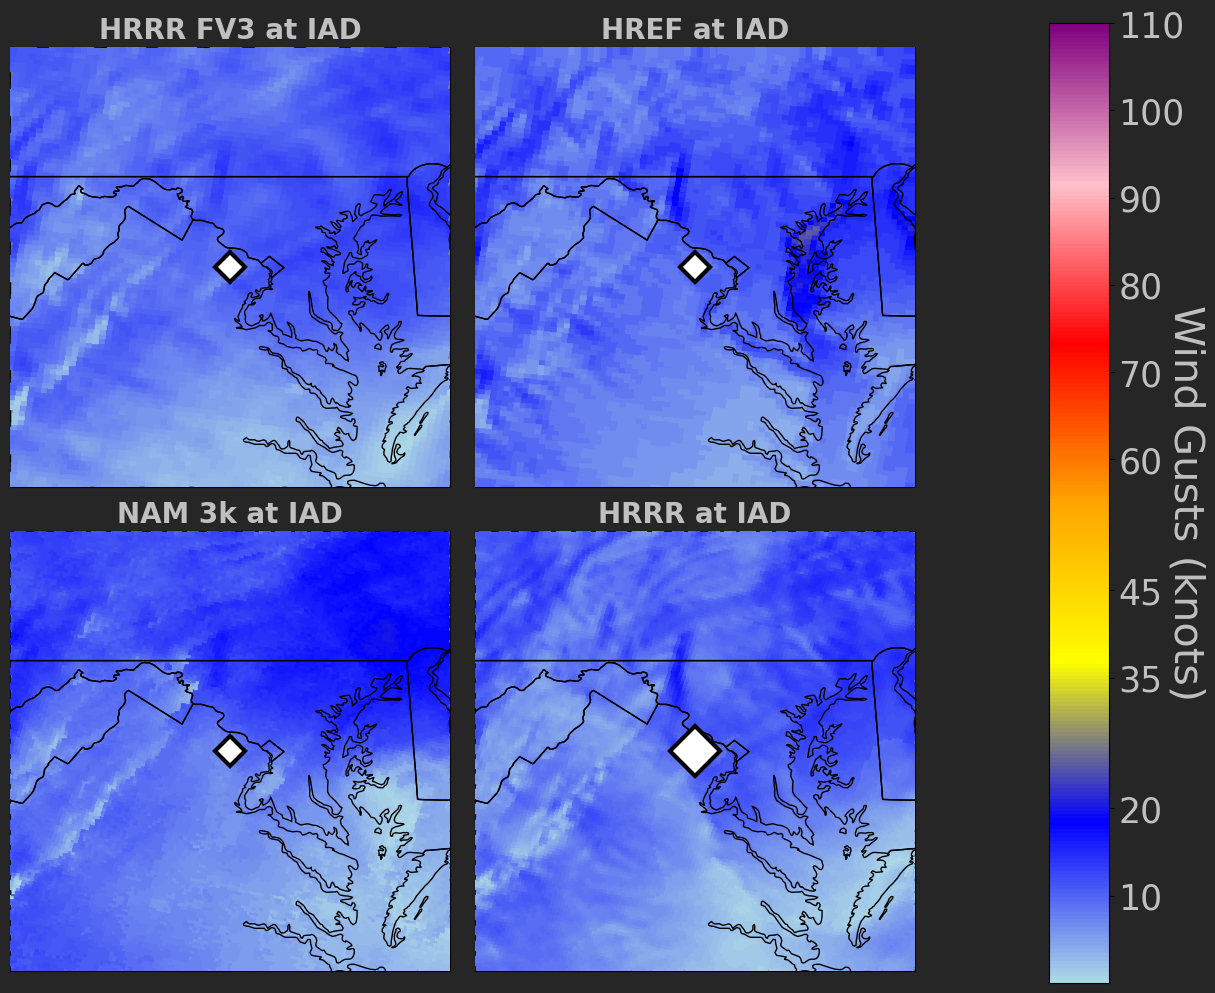 HRRR FV3 at IAD
HREF at IAD
NAM 3k at IAD
HRRR at IAD
110
100
90
80
70
60
45
35
20
10
Wind Gusts (knots)